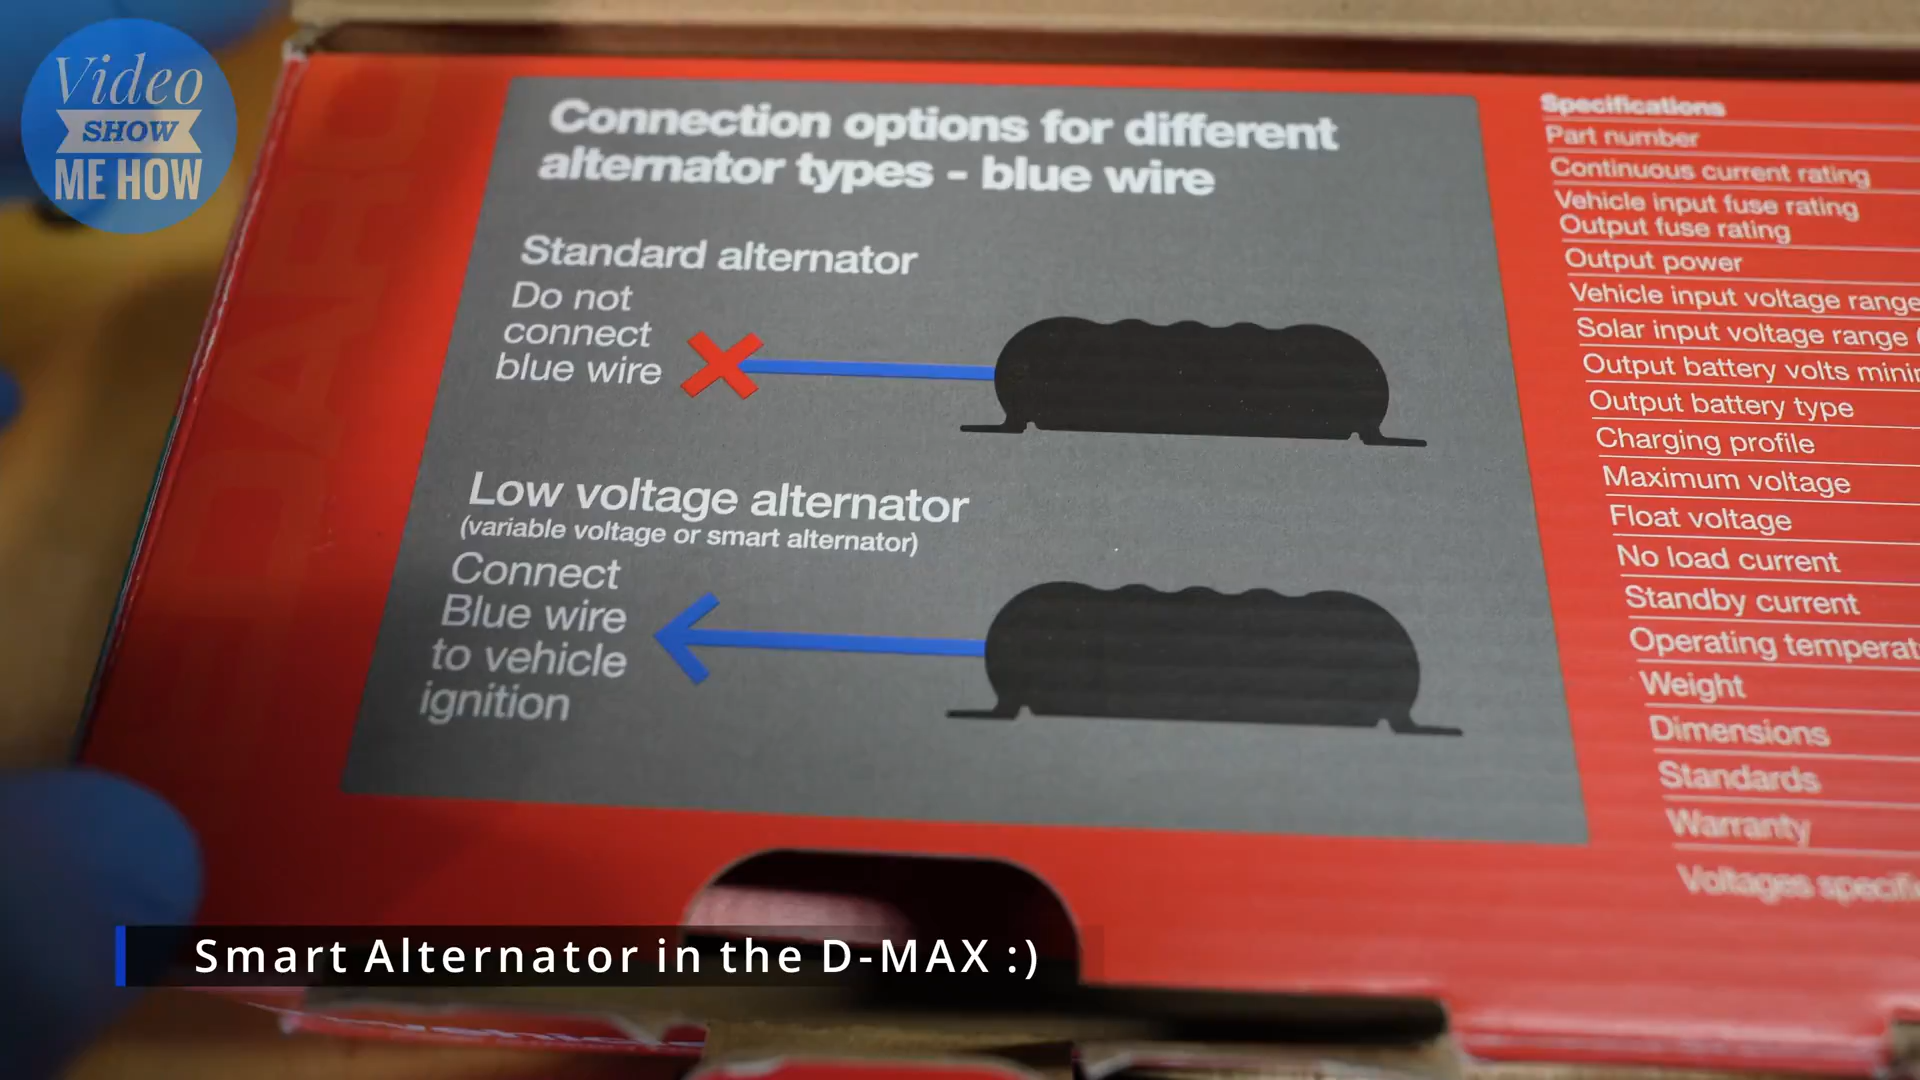 Video
SHOW
ME HOW
Connection options for different
alternator types - blue wire
Standard alternator
Do not
connect
blue wire
Low voltage alternator
(variable voltage or smart alternator)
Connect
Blue wire
to vehicle
ignition
Specifications
Part number
Continuous current rating
Vehicle input fuse rating
Output fuse rating
Output power
Vehicle input voltage range
Solar input voltage range
Output battery volts
Output battery type
Charging profile
Maximum voltage
Float voltage
No load current
Standby current
Operating
Weight
Dimensions
Standards
Warranty
Voltages
Smart Alternator in the D-MAX :)